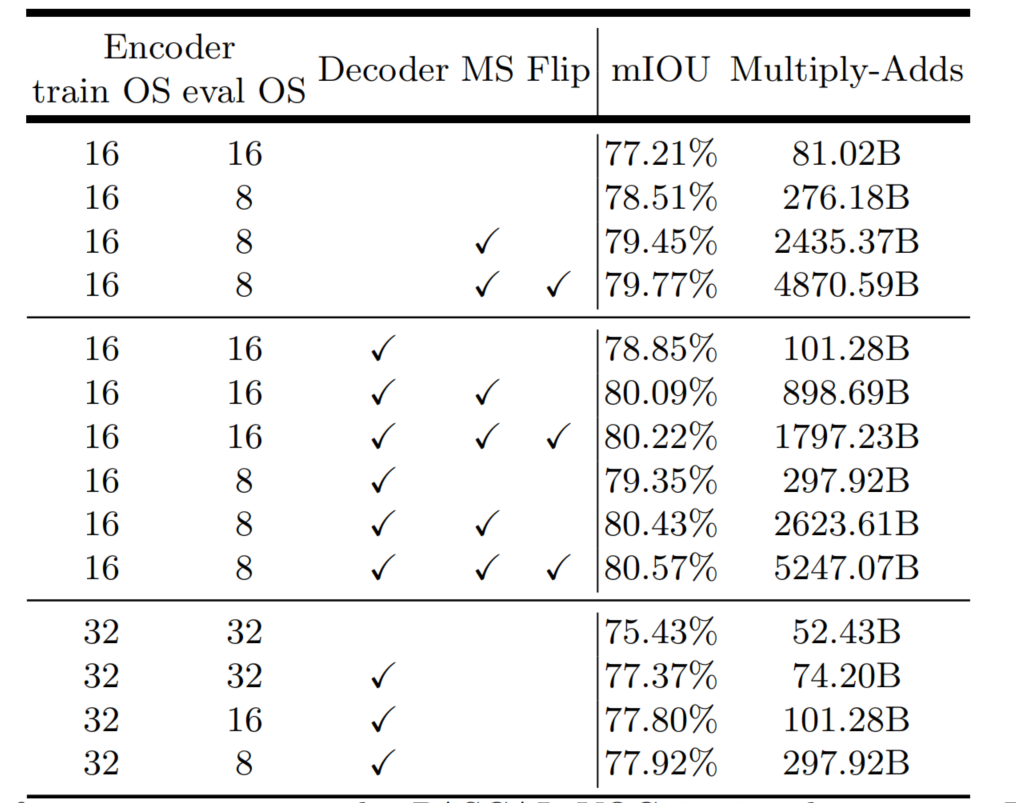 Encoder
train OS eval OS Decoder MS Flip mIOU Multiply-Adds
16 16 77.21% 81.02B
16 8 78.51% 276.18B
16 8 ✓ 79.45% 2435.37B
16 8 ✓ ✓ 79.77% 4870.59B
16 16 ✓ 78.85% 101.28B
16 16 ✓ ✓ 80.09% 898.69B
16 16 ✓ ✓ ✓ 80.22% 1797.23B
16 8 ✓ 79.35% 297.92B
16 8 ✓ ✓ 80.43% 2623.61B
16 8 ✓ ✓ ✓ 80.57% 5247.07B
32 32 75.43% 52.43B
32 32 ✓ 77.37% 74.20B
32 16 ✓ 77.80% 101.28B
32 8 ✓ 77.92% 297.92B